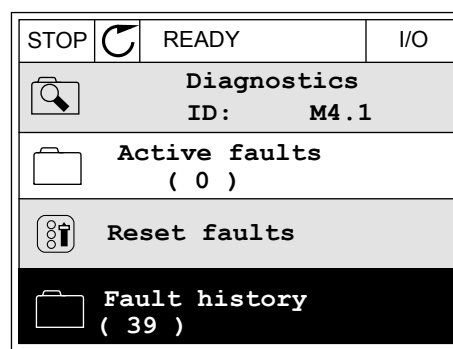 STOP READY I/O
Diagnostics
ID: M4.1
Active faults
( 0 )
Reset faults
Fault history
( 39 )